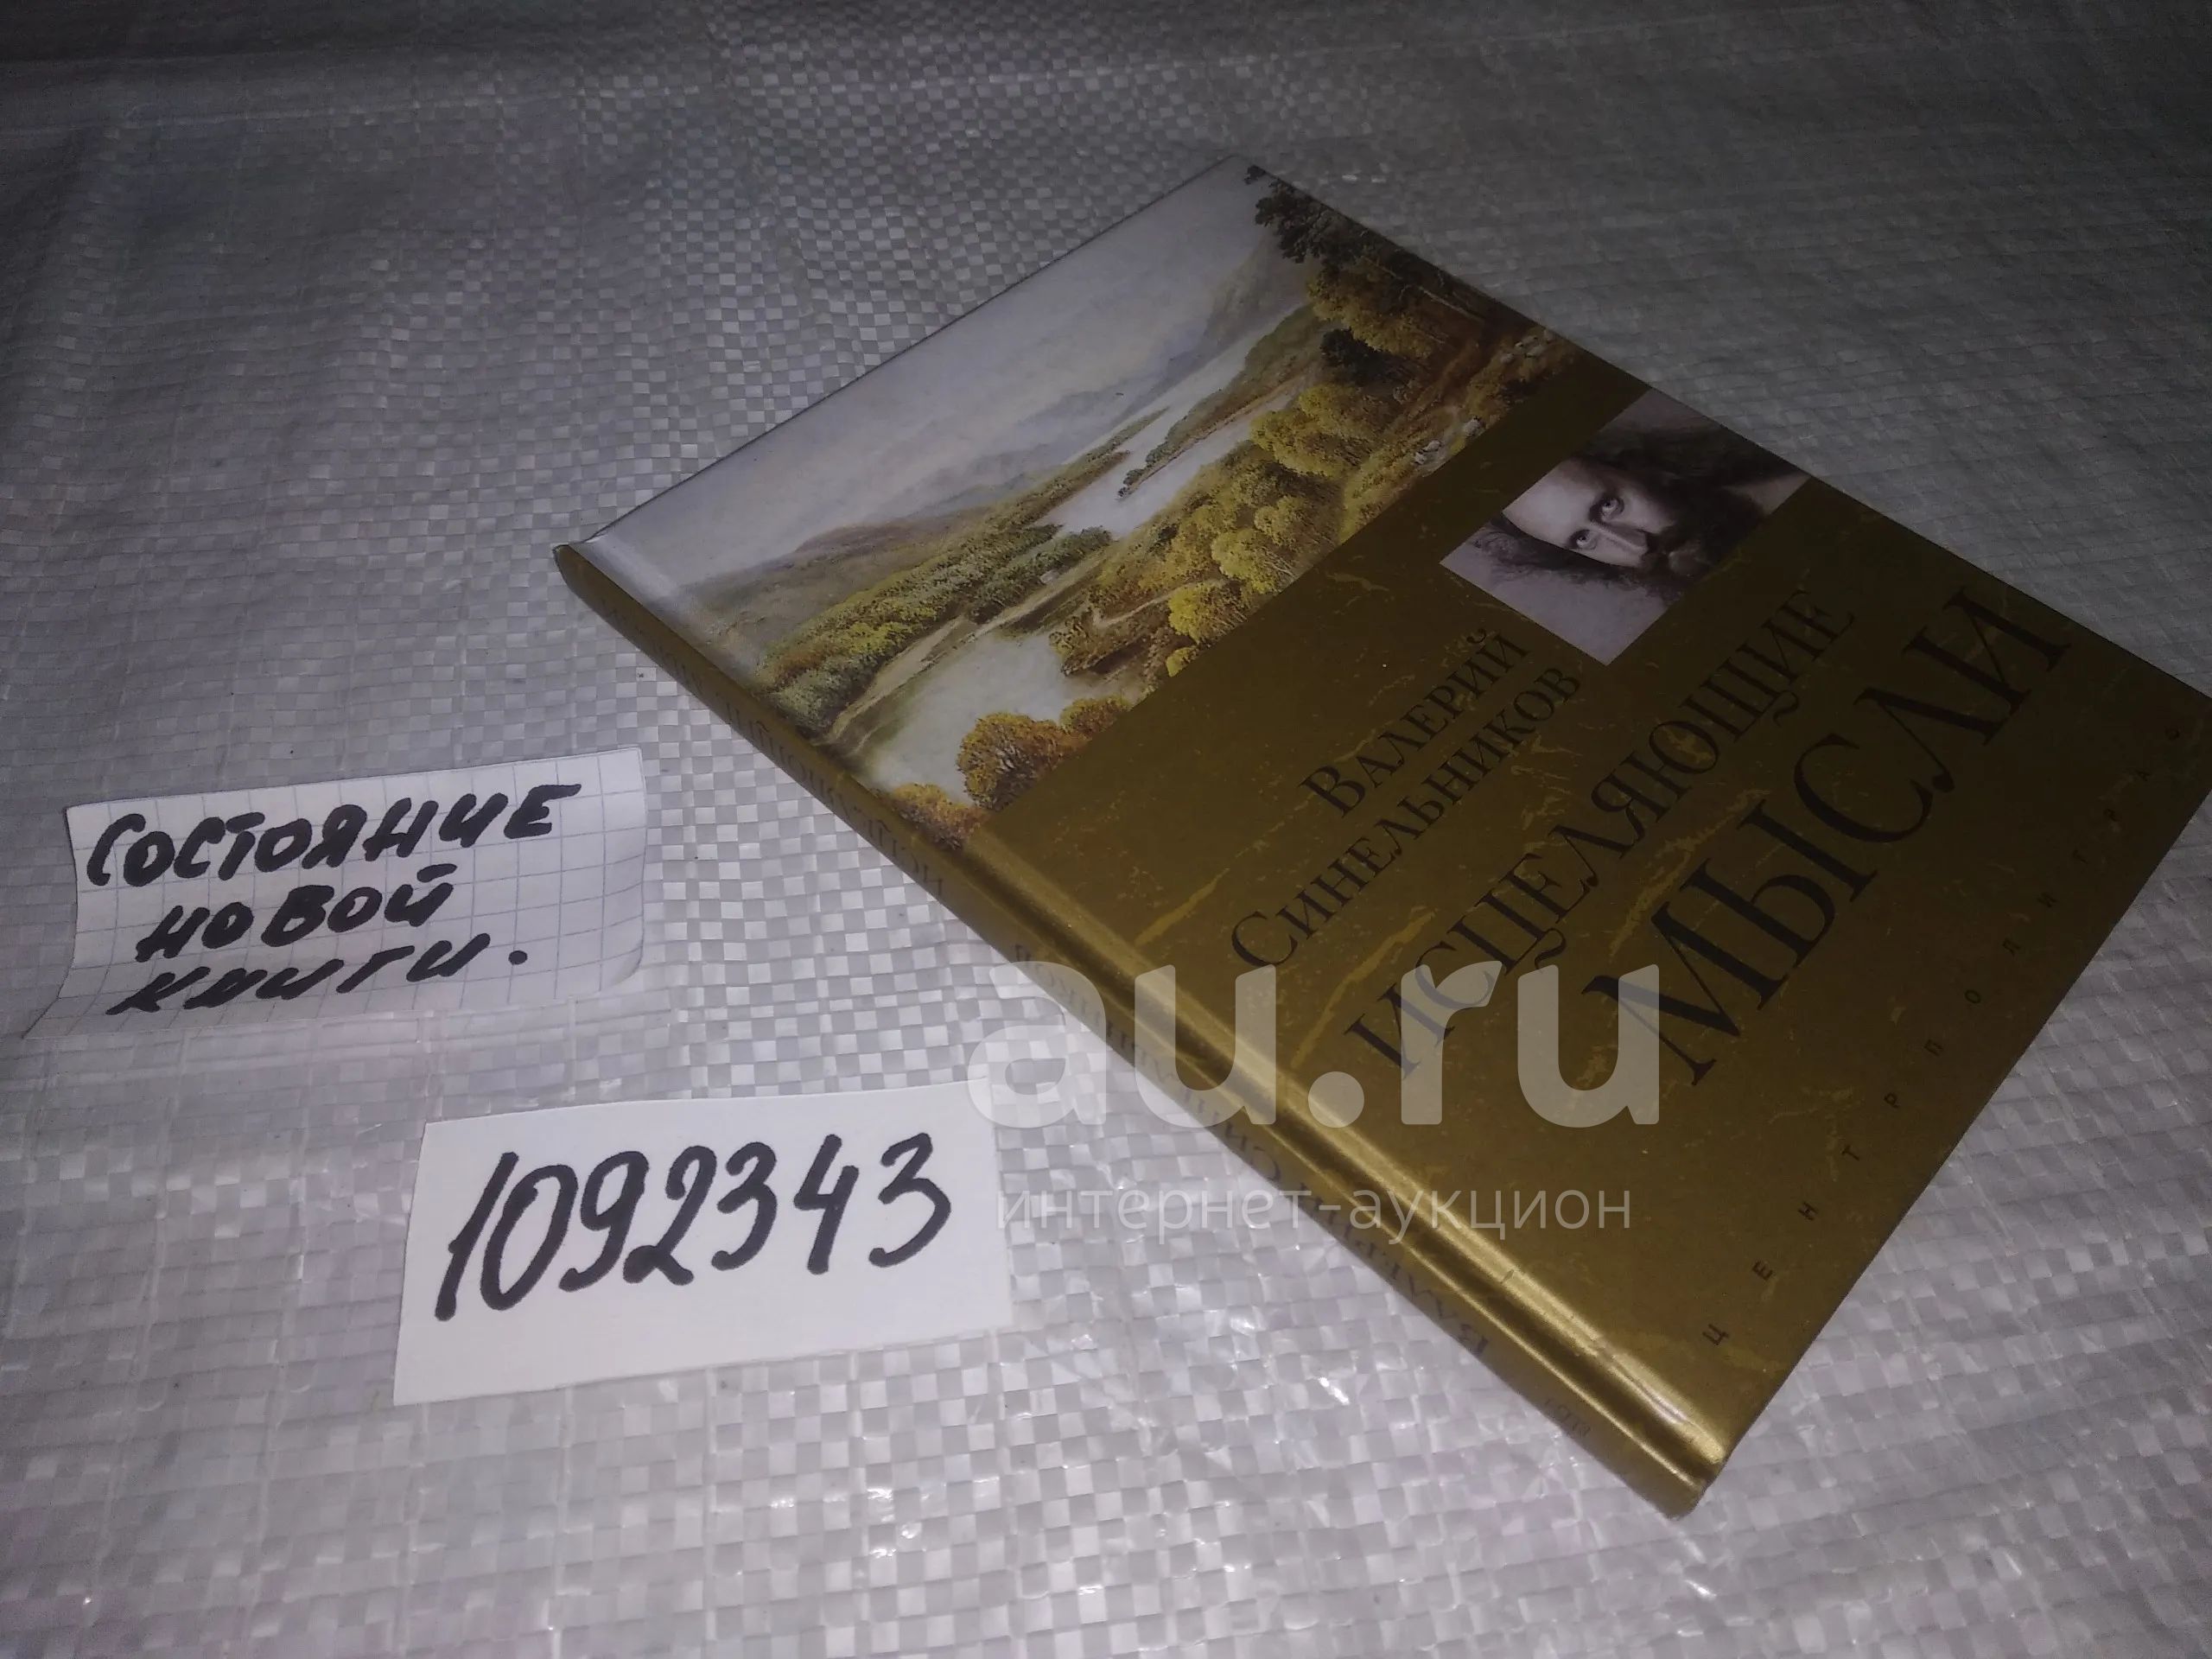 СОСТОЯНИЕ
НОВОЙ
КНИГИ.
1092343
ВАЛЕРИЙ
СИНЕЛЬНИКОВ
ИСЦЕЛЯЮЩИЕ
МЫСЛИ
ЦЕНТРПОЛИГРАФ
au.ru
интернет-аукцион